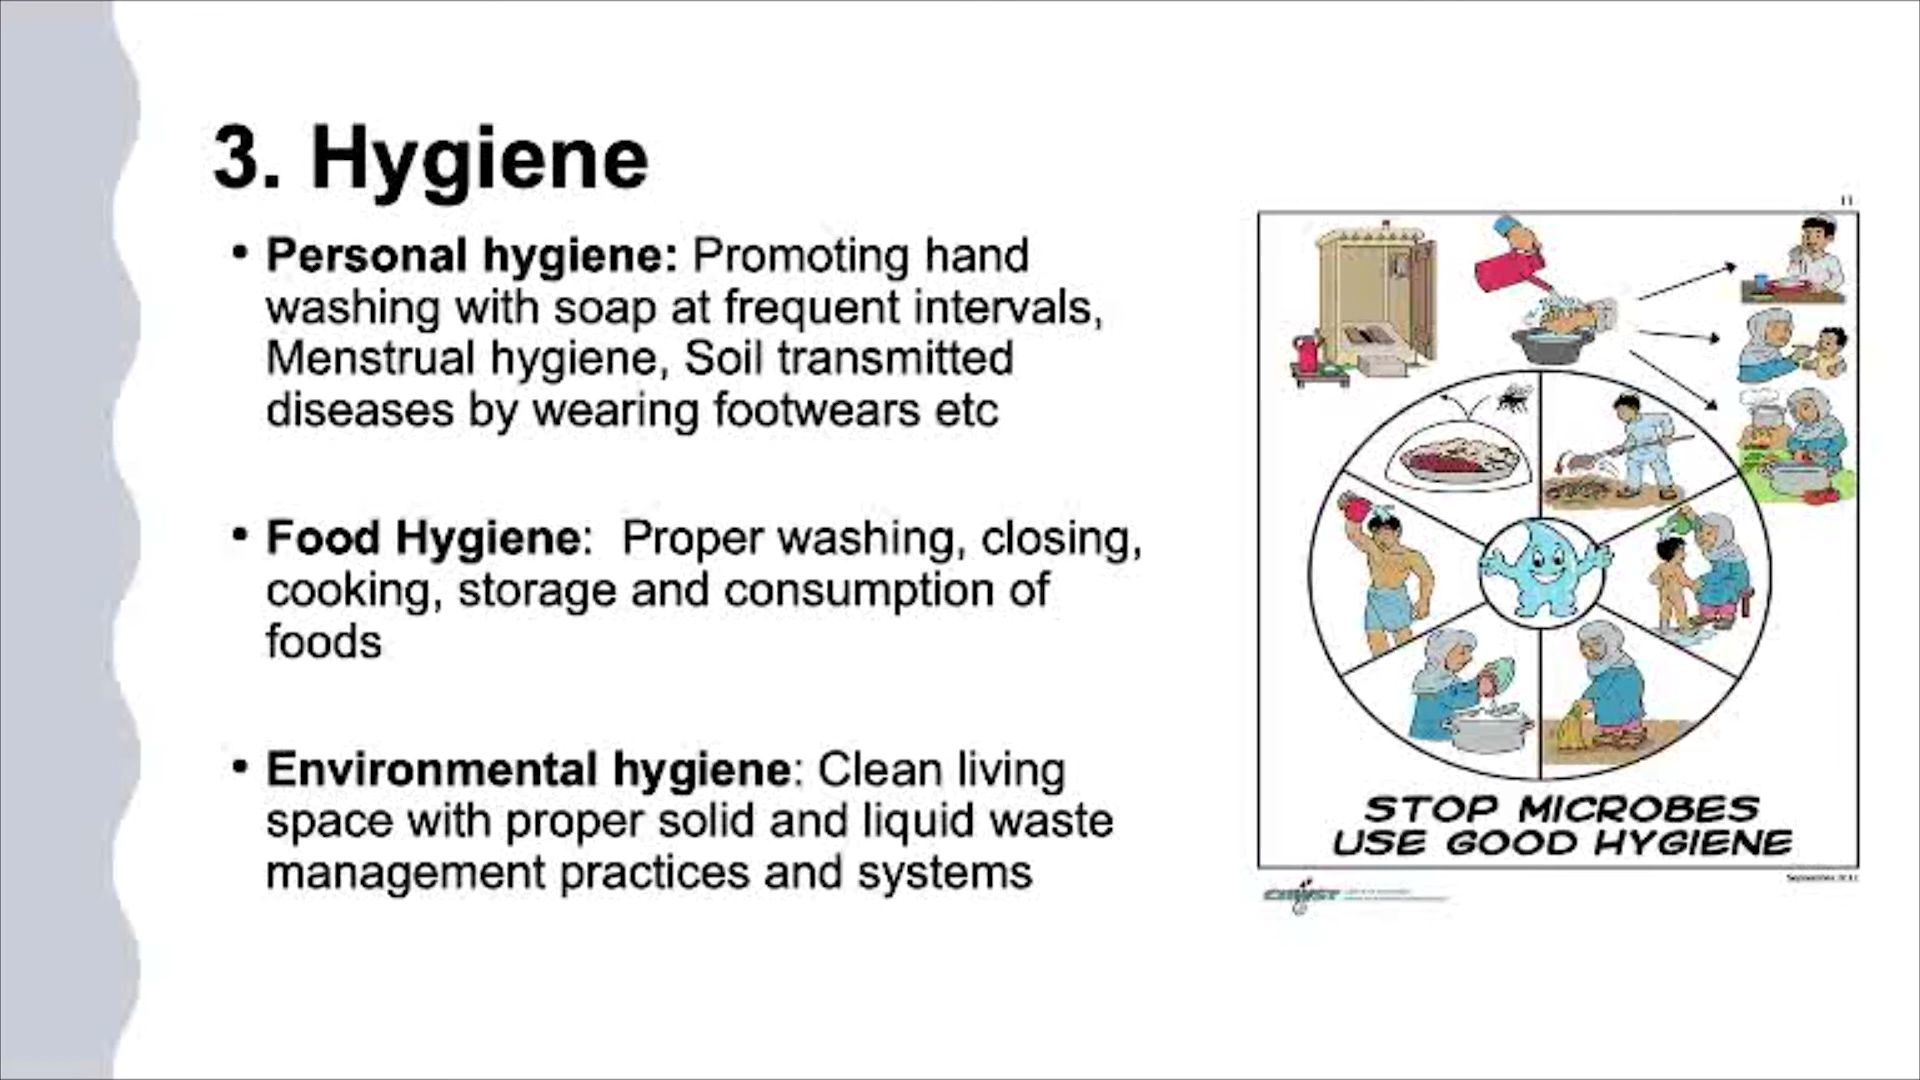 3. Hygiene
• Personal hygiene: Promoting hand
washing with soap at frequent intervals,
Menstrual hygiene, Soil transmitted
diseases by wearing footwears etc
• Food Hygiene:  Proper washing, closing,
cooking, storage and consumption of
foods
• Environmental hygiene: Clean living
space with proper solid and liquid waste
management practices and systems
STOP MICROBES
USE GOOD HYGIENE